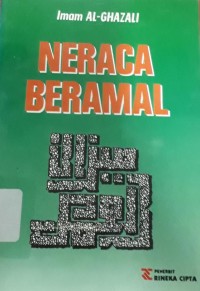 Imam AL-GHAZALI
NERACA
BERAMAL
PENERBIT
RINEKA CIPTA